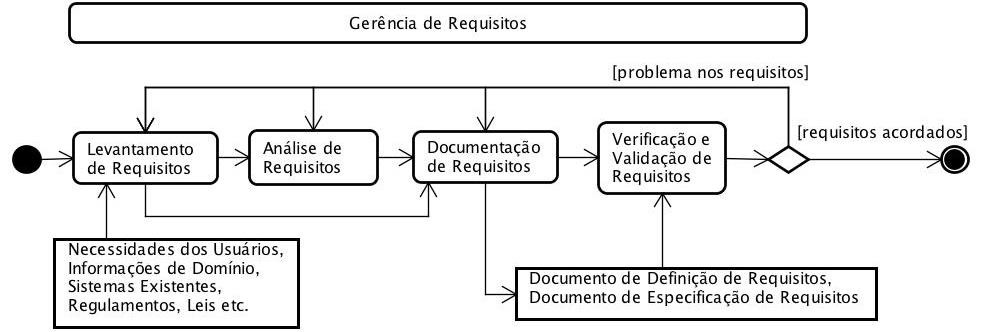 Gerência de Requisitos
[problema nos requisitos]
[requisitos acordados]
Levantamento
de Requisitos
Análise de
Requisitos
Documentação
de Requisitos
Verificação e
Validação de
Requisitos
Necessidades dos Usuários,
Informações de Domínio,
Sistemas Existentes,
Regulamentos, Leis etc.
Documento de Definição de Requisitos,
Documento de Especificação de Requisitos